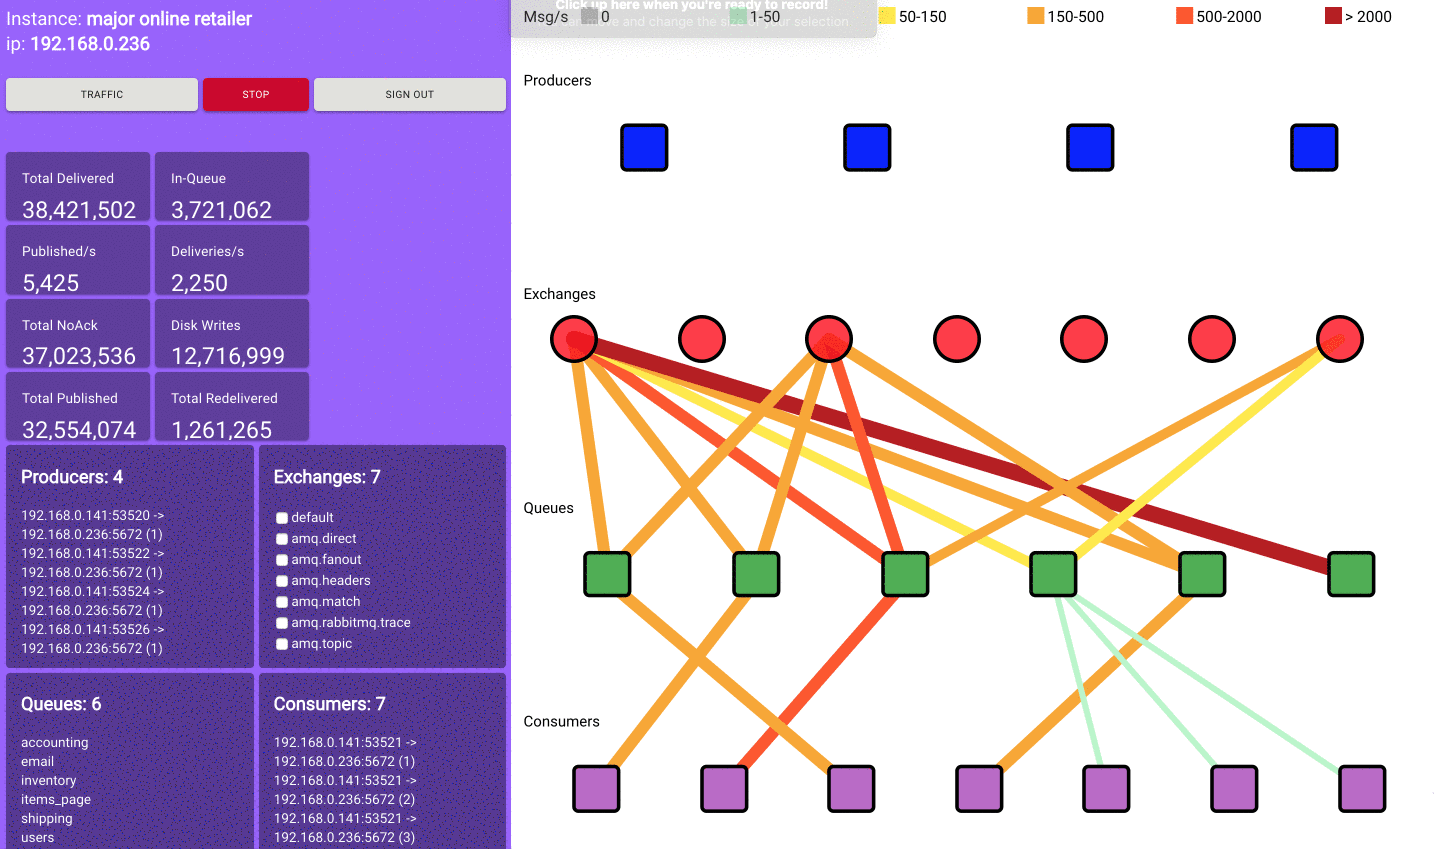 Instance: major online retailer
ip: 192.168.0.236
TRAFFIC
STOP
SIGN OUT
Total Delivered
38,421,502
In-Queue
3,721,062
Published/s
5,425
Deliveries/s
2,250
Total NoAck
37,023,536
Disk Writes
12,716,999
Total Published
32,554,074
Total Redelivered
1,261,265
Producers: 4
192.168.0.141:53520 ->
192.168.0.236:5672 (1)
192.168.0.141:53522 ->
192.168.0.236:5672 (1)
192.168.0.141:53524 ->
192.168.0.236:5672 (1)
192.168.0.141:53526 ->
192.168.0.236:5672 (1)
Exchanges: 7
default
amq.direct
amq.fanout
amq.headers
amq.match
amq.rabbitmq.trace
amq.topic
Queues: 6
accounting
email
inventory
items_page
shipping
users
Consumers: 7
192.168.0.141:53521 ->
192.168.0.236:5672 (1)
192.168.0.141:53521 ->
192.168.0.236:5672 (2)
192.168.0.141:53521 ->
192.168.0.236:5672 (3)
Click up here when you're ready to record!
move and change the size of your selection
Msg/s
0
1-50
50-150
150-500
500-2000
> 2000
Producers
Exchanges
Queues
Consumers